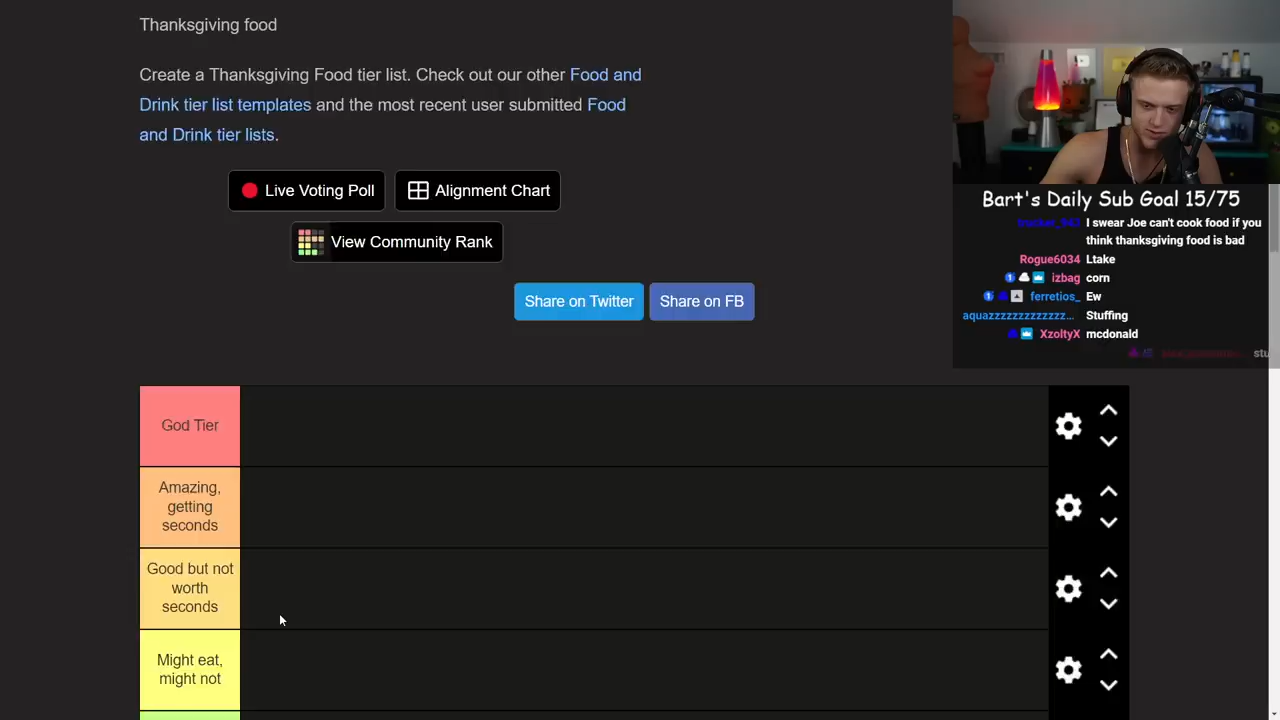 Thanksgiving food
Create a Thanksgiving Food tier list. Check out our other Food and
Drink tier list templates and the most recent user submitted Food
and Drink tier lists.
Live Voting Poll
Alignment Chart
View Community Rank
Share on Twitter
Share on FB
God Tier
Amazing,
getting
seconds
Good but not
worth
seconds
Might eat,
might not
Bart's Daily Sub Goal 15/75
I swear Joe can't cook food if you
think thanksgiving food is bad
Rogue6034 Ltake
izbag corn
ferretios_ Ew
aquazzzzzzzzzzzzz... Stuffing
XzoltyX mcdonald
stu